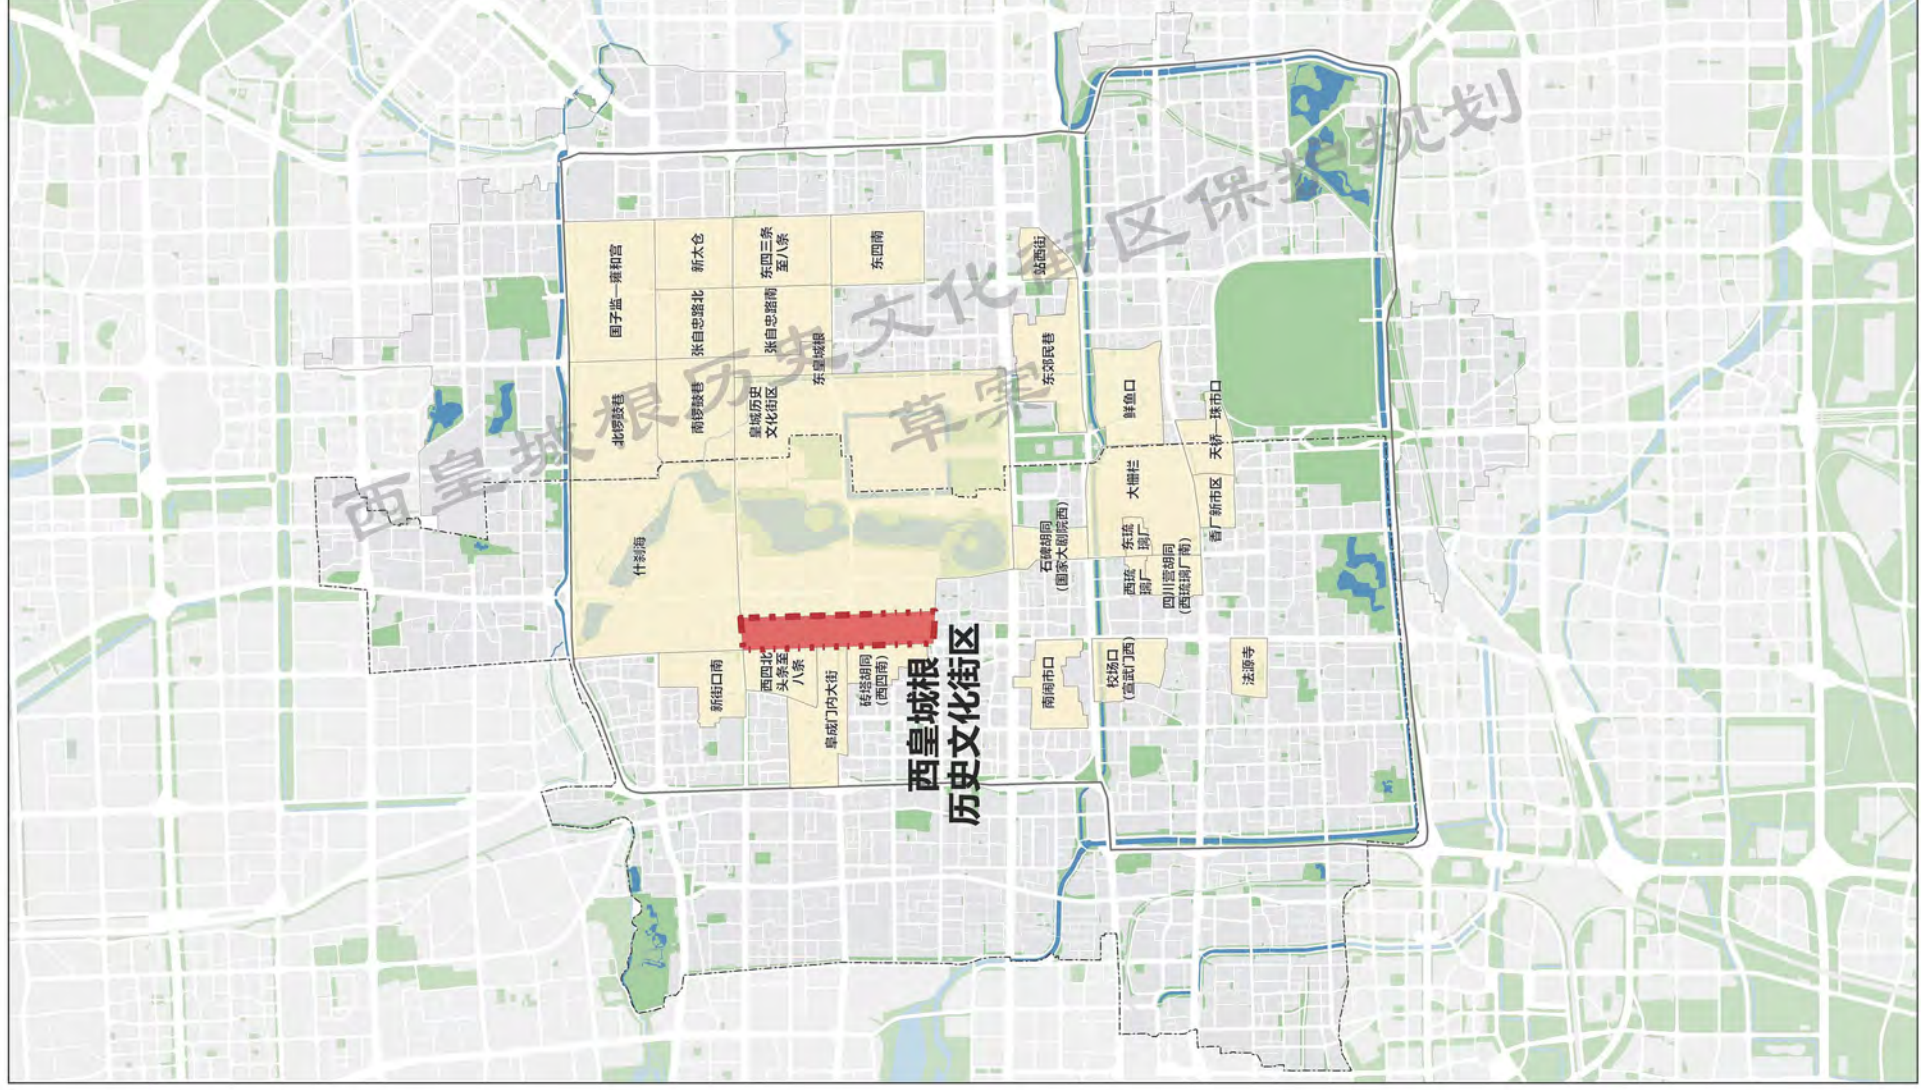 西皇城根历史文化街区保护规划
草案
国子监—雍和宫
新太仓
东四三条
至八条
东四南
张自忠路北
张自忠路南
东皇城根
北锣鼓巷
南锣鼓巷
皇城历史
文化街区
什刹海
站西街
东郊民巷
鲜鱼口
天桥—珠市口
大栅栏
香厂新市区
石碑胡同
(国家大剧院西)
东琉
璃厂
西琉
璃厂
四川营胡同
(西琉璃厂南)
新街口南
西四北
头条至
八条
阜成门内大街
砖塔胡同
(西四南)
西皇城根
历史文化街区
南闹市口
校场口
(宣武门西)
法源寺